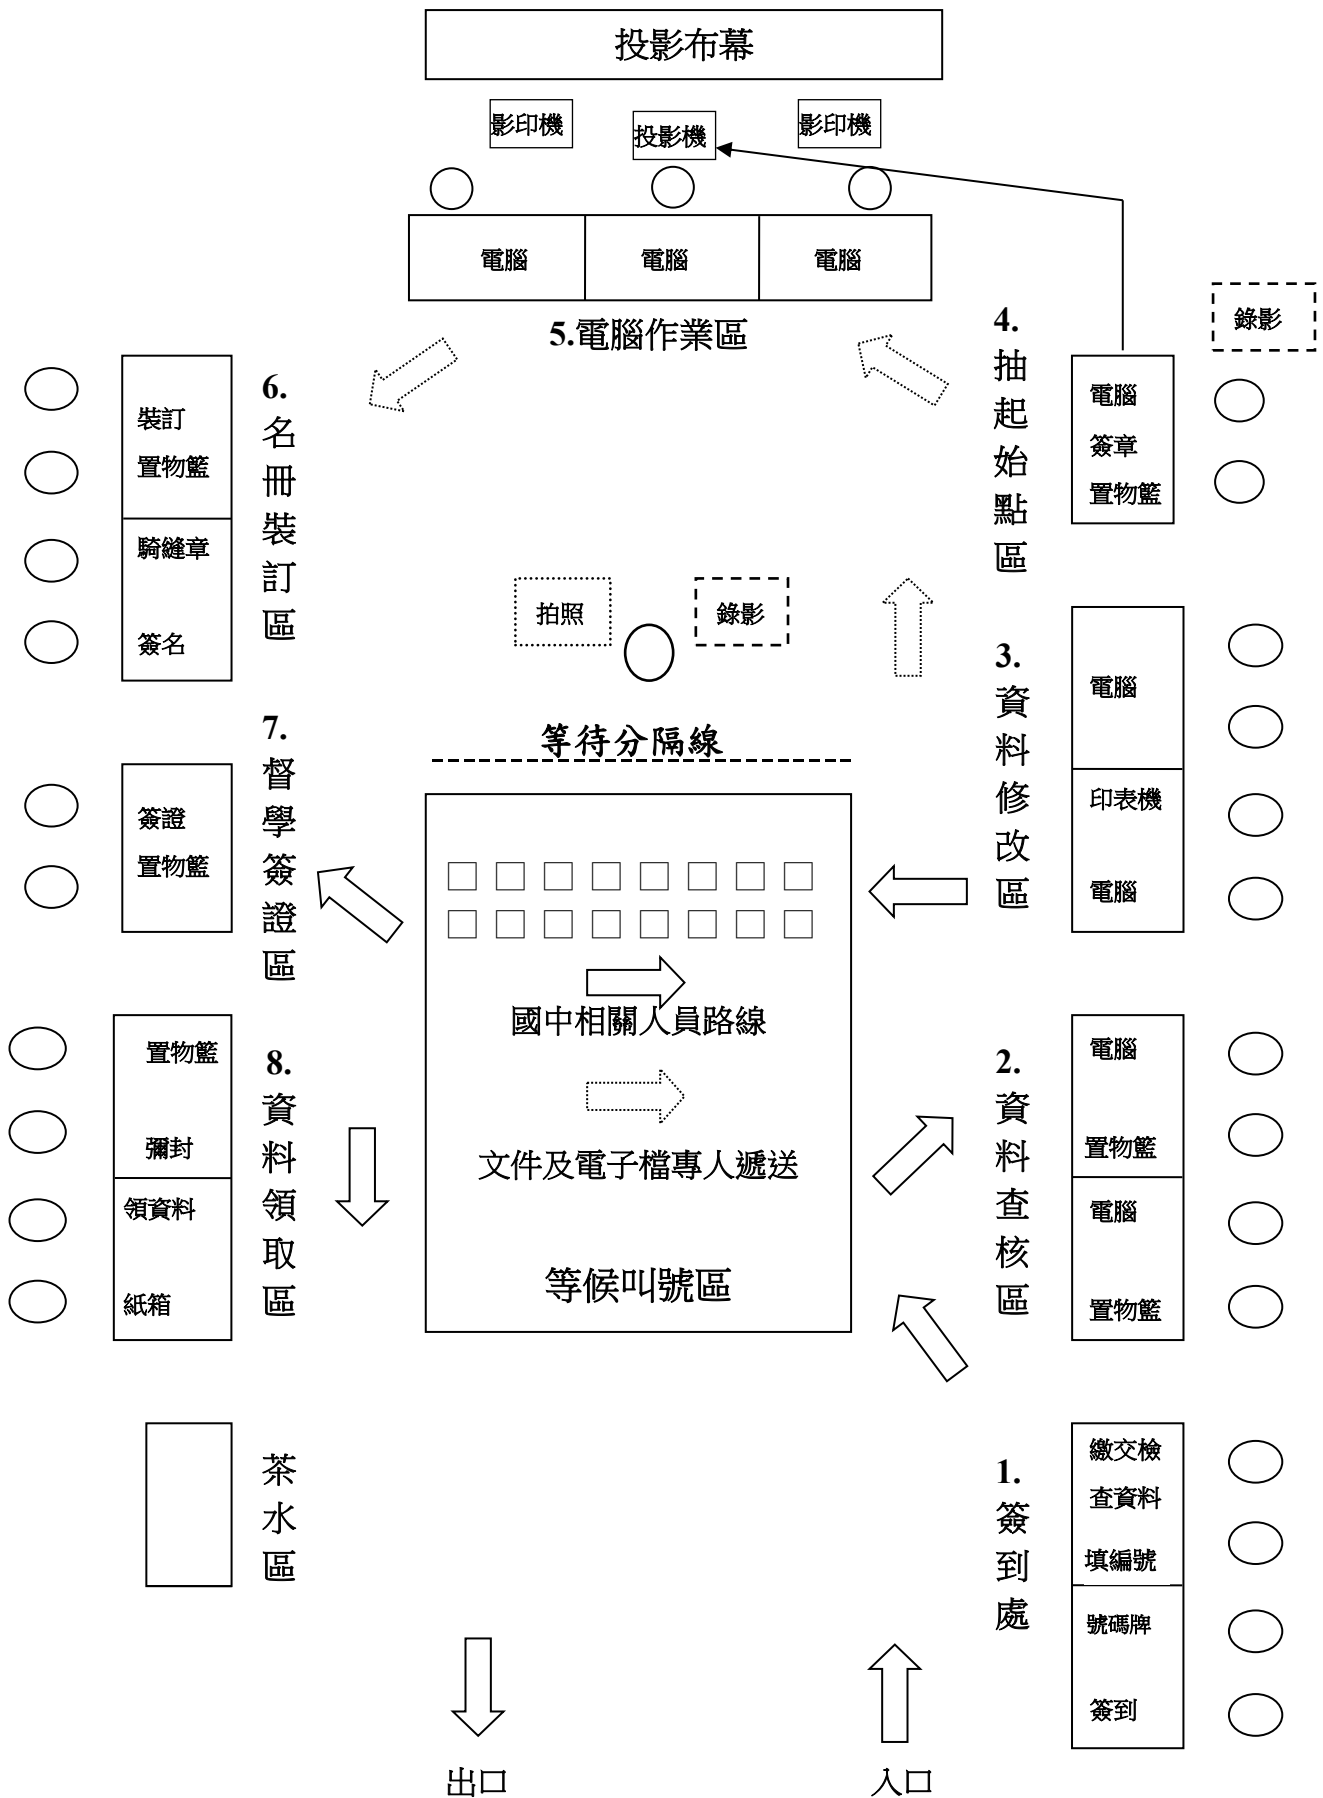 投影布幕
影印機
投影機
影印機
電腦
電腦
電腦
5.電腦作業區
4.抽起始點區
錄影
電腦
簽章
置物籃
6.名冊裝訂區
裝訂
置物籃
騎縫章
簽名
拍照
錄影
3.資料修改區
電腦
印表機
電腦
等待分隔線
7.督學簽證區
簽證
置物籃
國中相關人員路線
文件及電子檔專人遞送
等候叫號區
8.資料領取區
置物籃
彌封
領資料
紙箱
2.資料查核區
電腦
置物籃
電腦
置物籃
茶水區
1.簽到處
繳交檢
查資料
填編號
號碼牌
簽到
出口
入口